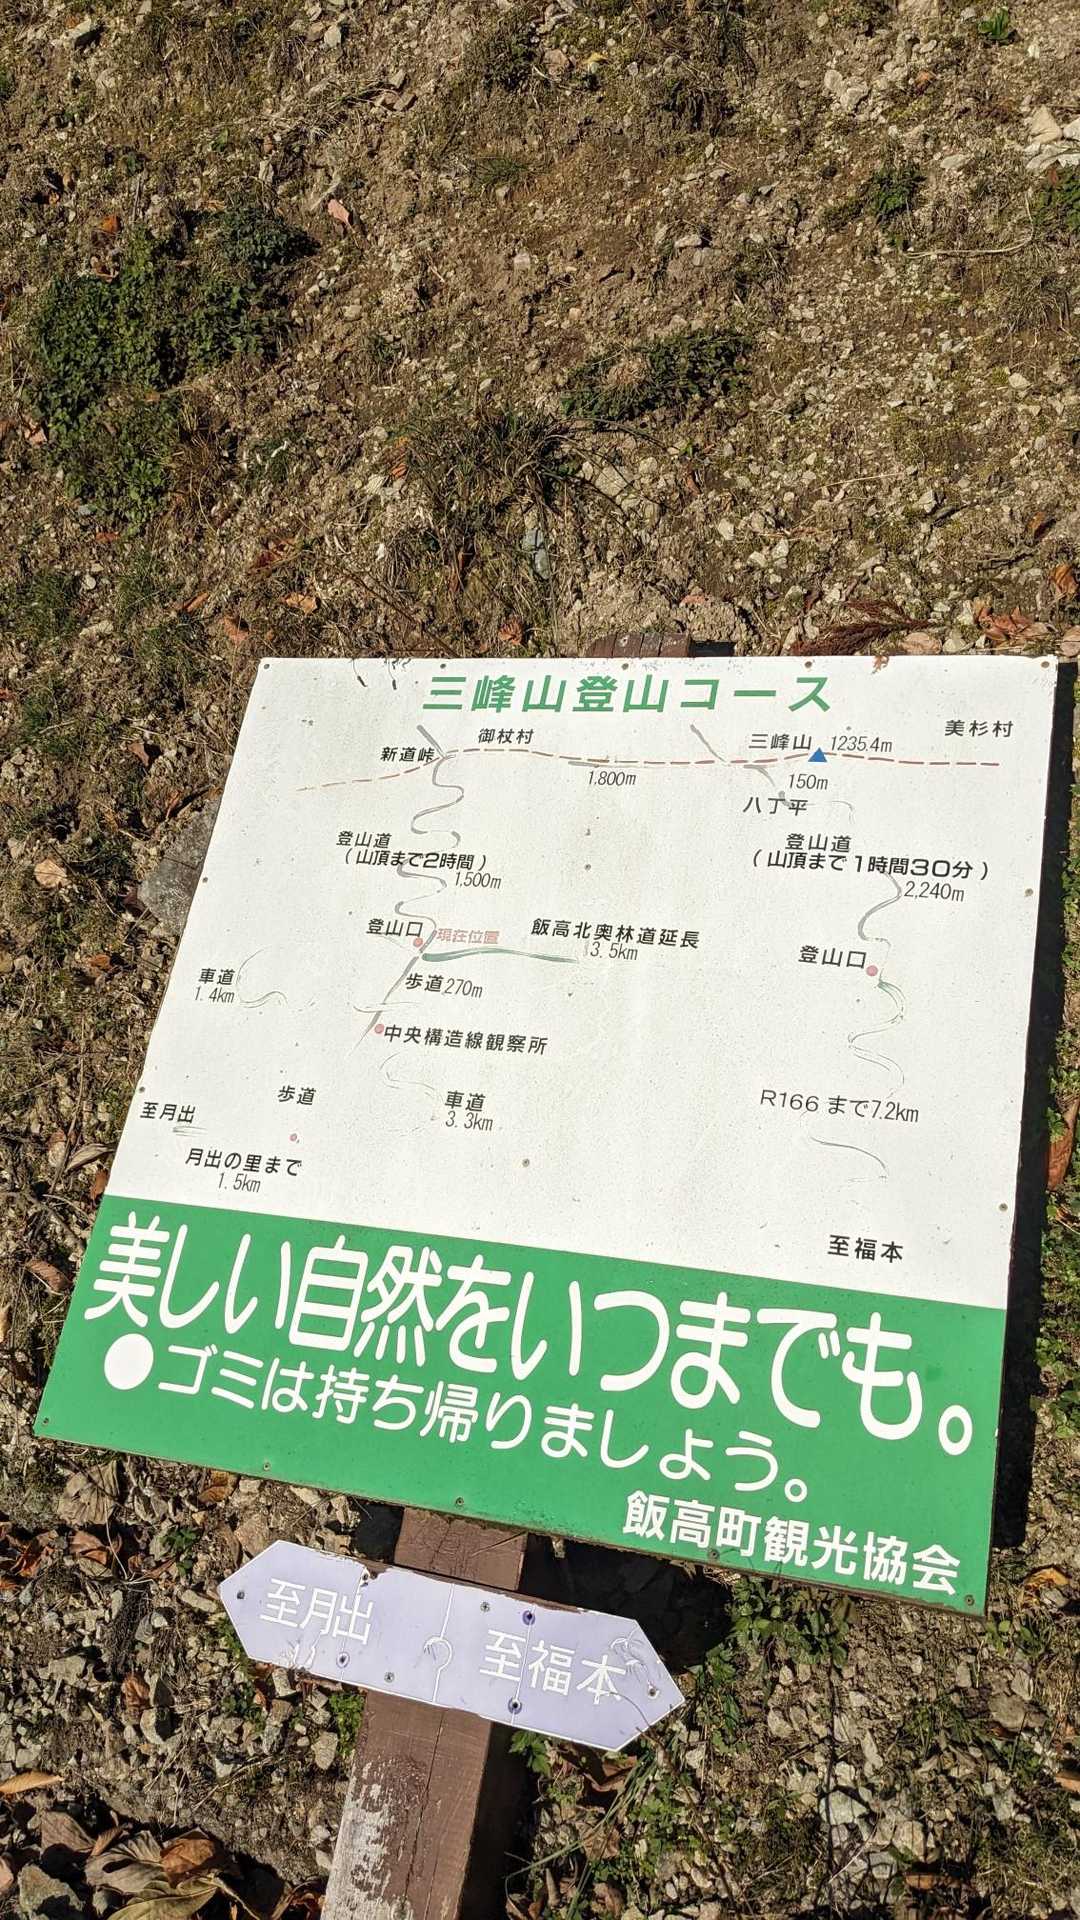 三峰山登山コース
美杉村
御杖村
三峰山 1235.4m
新道峠
1.800m
150m
八丁平
登山道
(山頂まで2時間)
1,500m
登山道
(山頂まで1時間30分)
2,240m
登山口
現在位置
飯高北奥林道延長
3.5km
登山口
車道
1.4km
歩道270m
中央構造線観察所
歩道
車道
3.3km
R166 まで7.2km
至月出
月出の里まで
1.5km
至福本
美しい自然をいつまでも。
●ゴミは持ち帰りましょう。
飯高町観光協会
至月出
至福本